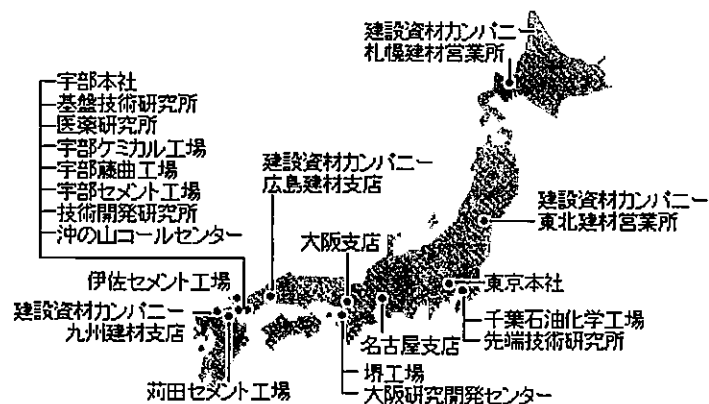 建設資材カンパニー
札幌建材営業所
宇部本社
基盤技術研究所
医薬研究所
宇部ケミカル工場
宇部藤曲工場
宇部セメント工場
技術開発研究所
沖の山コールセンター
建設資材カンパニー
広島建材支店
建設資材カンパニー
東北建材営業所
大阪支店
伊佐セメント工場
東京本社
建設資材カンパニー
九州建材支店
千葉石油化学工場
先端技術研究所
名古屋支店
苅田セメント工場
堺工場
大阪研究開発センター